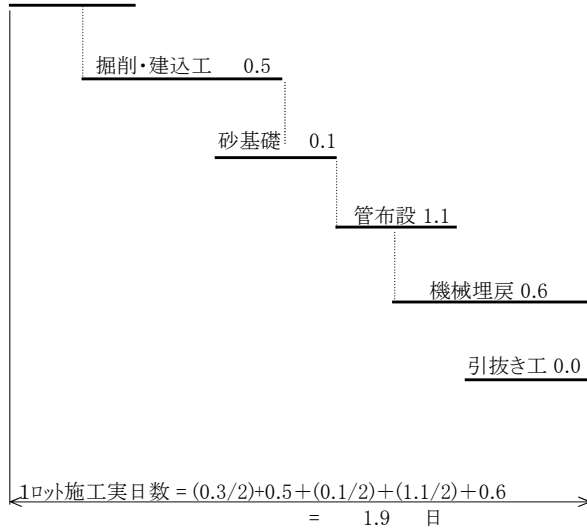 掘削・建込工 0.5
砂基礎 0.1
管布設 1.1
機械埋戻 0.6
引抜き工 0.0
1ロット施工実日数 = (0.3/2)+0.5+(0.1/2)+(1.1/2)+0.6
= 1.9 日